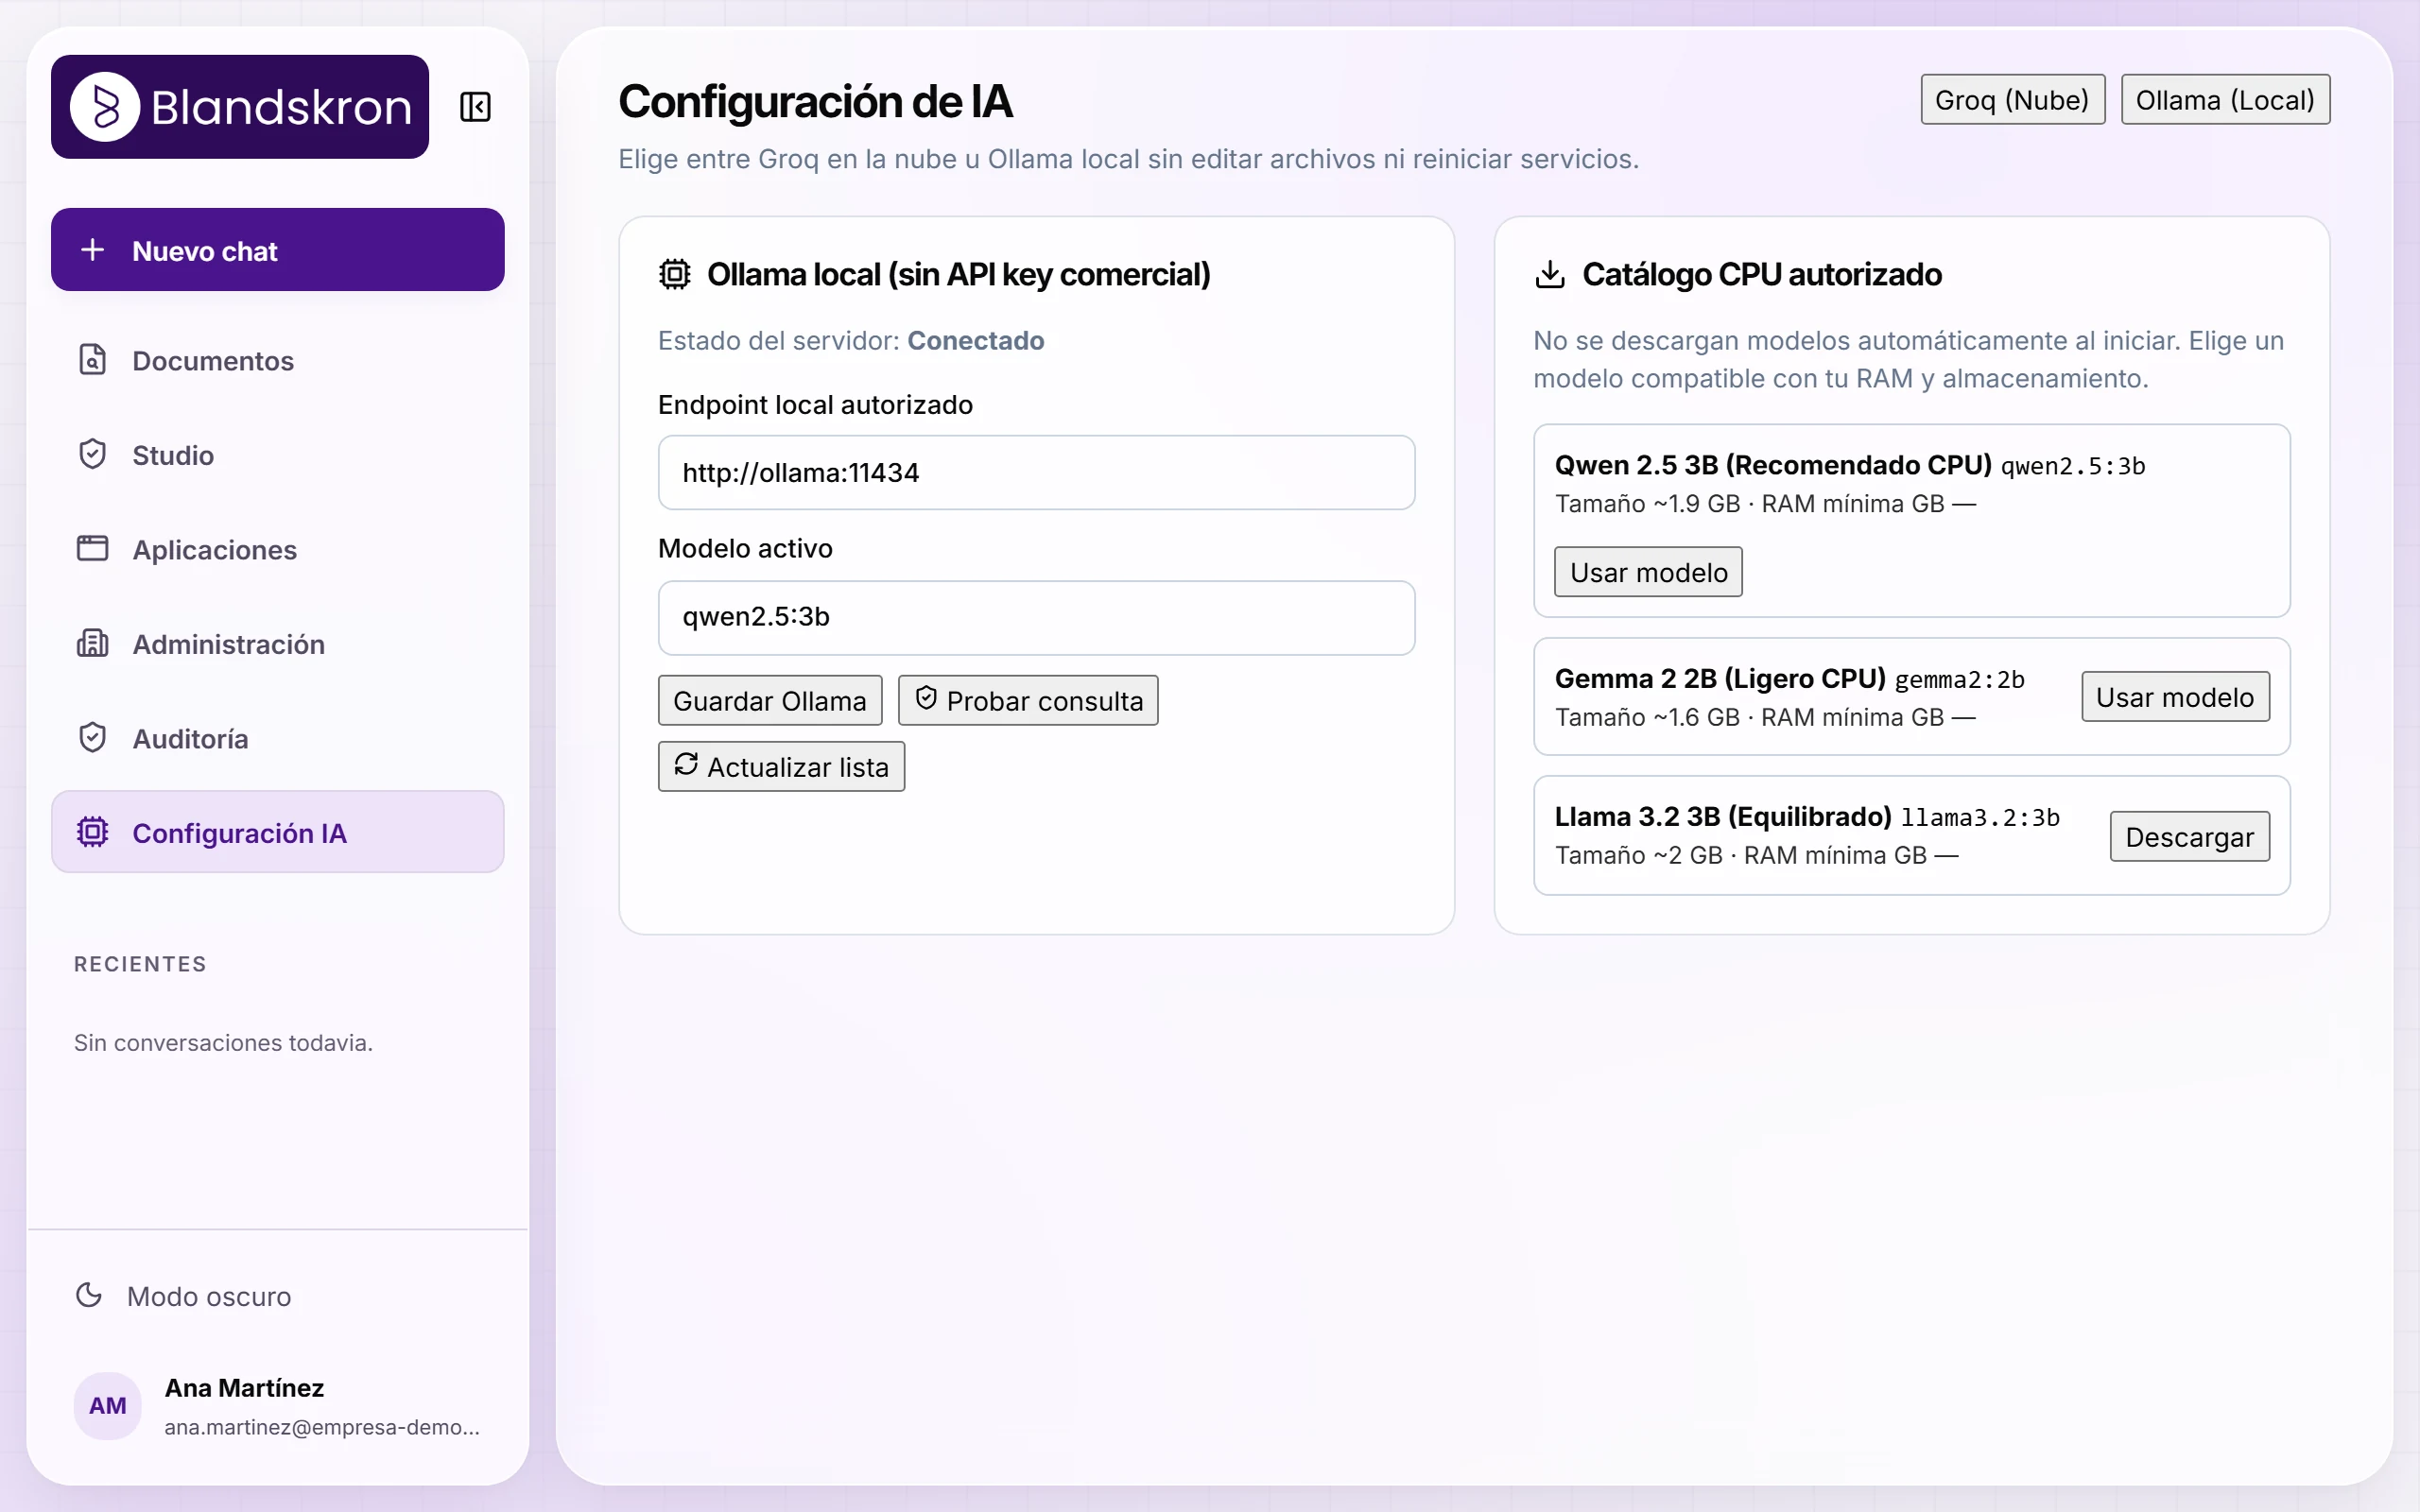 Blandskron
Nuevo chat
Documentos
Studio
Aplicaciones
Administración
Auditoría
Configuración IA
RECIENTES
Sin conversaciones todavia.
Modo oscuro
AM
Ana Martínez
ana.martinez@empresa-demo...
Configuración de IA
Elige entre Groq en la nube u Ollama local sin editar archivos ni reiniciar servicios.
Groq (Nube)
Ollama (Local)
Ollama local (sin API key comercial)
Estado del servidor: Conectado
Endpoint local autorizado
http://ollama:11434
Modelo activo
qwen2.5:3b
Guardar Ollama
Probar consulta
Actualizar lista
Catálogo CPU autorizado
No se descargan modelos automáticamente al iniciar. Elige un
modelo compatible con tu RAM y almacenamiento.
Qwen 2.5 3B (Recomendado CPU) qwen2.5:3b
Tamaño ~1.9 GB · RAM mínima GB —
Usar modelo
Gemma 2 2B (Ligero CPU) gemma2:2b
Tamaño ~1.6 GB · RAM mínima GB —
Usar modelo
Llama 3.2 3B (Equilibrado) llama3.2:3b
Tamaño ~2 GB · RAM mínima GB —
Descargar